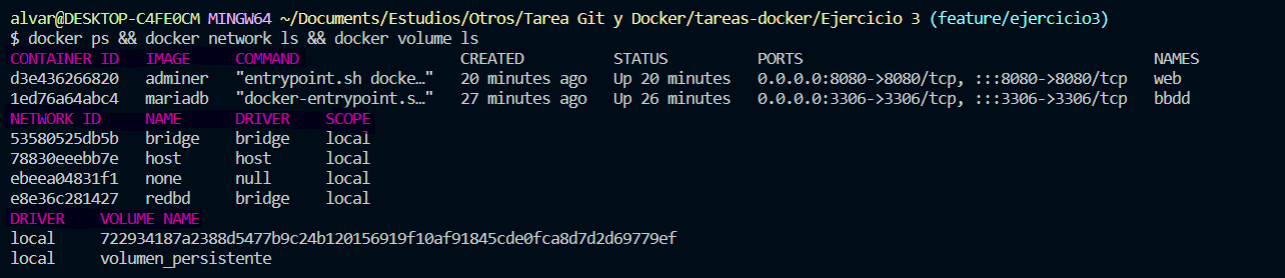 alvar@DESKTOP-C4FE0CM MINGW64 ~/Documents/Estudios/Otros/Tarea Git y Docker/tareas-docker/Ejercicio 3 (feature/ejercicio3)
$ docker ps && docker network ls && docker volume ls
CONTAINER ID   IMAGE     COMMAND                  CREATED          STATUS          PORTS                                       NAMES
d3e436266820   adminer   "entrypoint.sh docke…"   20 minutes ago   Up 20 minutes   0.0.0.0:8080->8080/tcp, :::8080->8080/tcp   web
1ed76a64abc4   mariadb   "docker-entrypoint.s…"   27 minutes ago   Up 26 minutes   0.0.0.0:3306->3306/tcp, :::3306->3306/tcp   bbdd
NETWORK ID     NAME      DRIVER    SCOPE
53580525db5b   bridge    bridge    local
78830eeebb7e   host      host      local
ebeea04831f1   none      null      local
e8e36c281427   redbd     bridge    local
DRIVER    VOLUME NAME
local     722934187a2388d5477b9c24b120156919f10af91845cde0fca8d7d2d69779ef
local     volumen_persistente